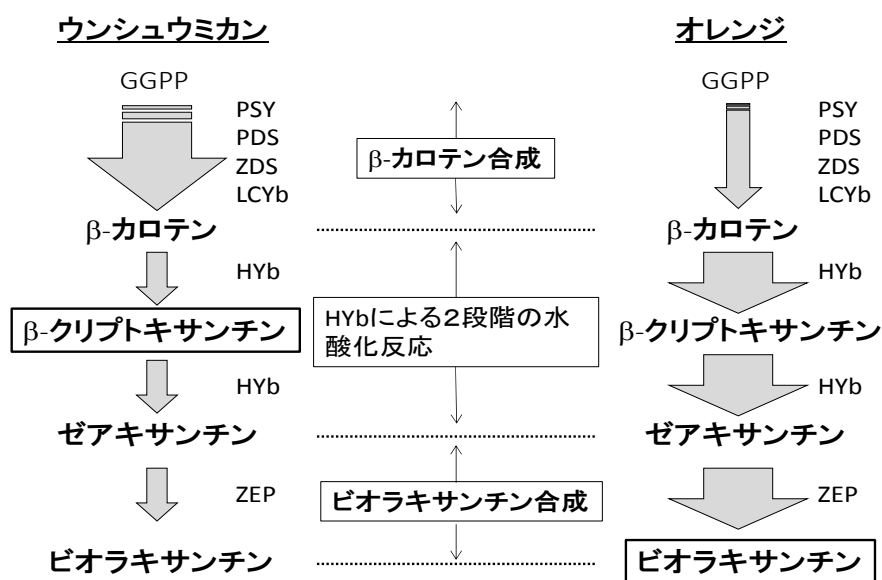 ウンシュウミカン
GGPP
PSY
PDS
ZDS
LCYb
β-カロテン
HYb
β-クリプトキサンチン
HYb
ゼアキサンチン
ZEP
ビオラキサンチン
β-カロテン合成
HYbによる2段階の水
酸化反応
ビオラキサンチン合成
オレンジ
GGPP
PSY
PDS
ZDS
LCYb
β-カロテン
HYb
β-クリプトキサンチン
HYb
ゼアキサンチン
ZEP
ビオラキサンチン